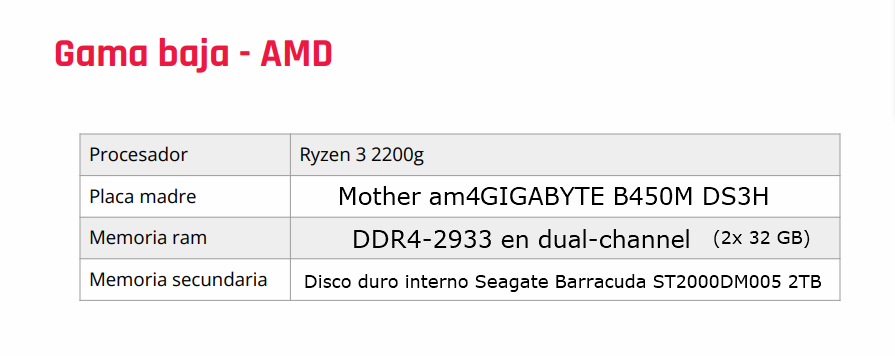 Gama baja - AMD
Procesador Ryzen 3 2200g
Placa madre Mother am4GIGABYTE B450M DS3H
Memoria ram DDR4-2933 en dual-channel (2x 32 GB)
Memoria secundaria Disco duro interno Seagate Barracuda ST2000DM005 2TB